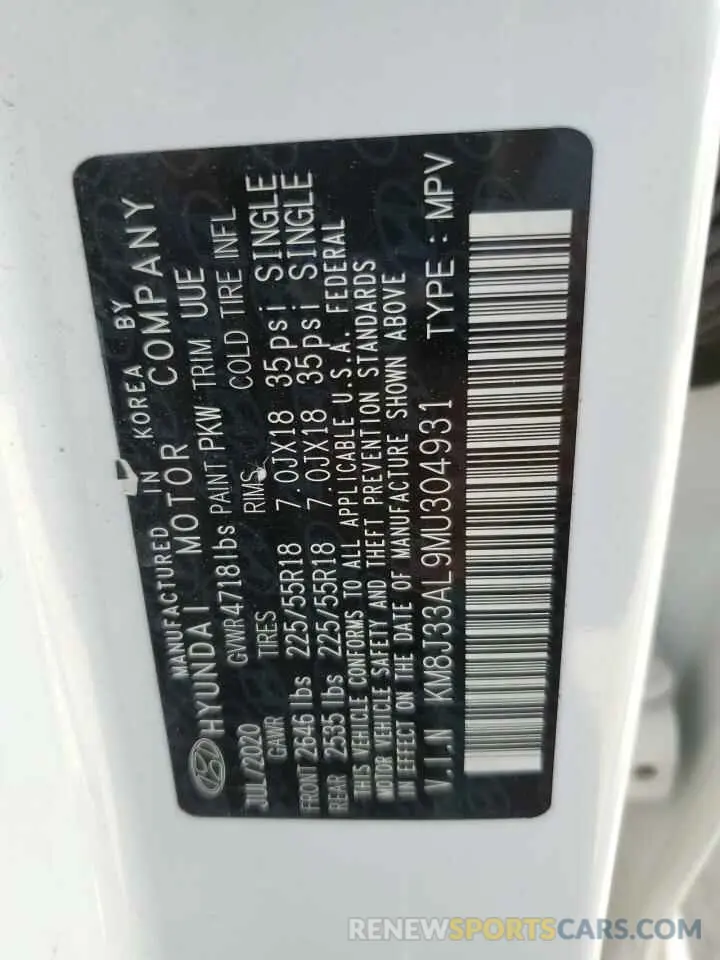 MANUFACTURED IN KOREA BY
HYUNDAI MOTOR COMPANY
JUL/2020 GVWR4718lbs PAINT PKW TRIM UUE
GAWR TIRES RIMS COLD TIRE INFL
FRONT 2646 lbs 225/55R18 7.0JX18 35psi SINGLE
REAR 2535 lbs 225/55R18 7.0JX18 35psi SINGLE
THIS VEHICLE CONFORMS TO ALL APPLICABLE U.S.A. FEDERAL
MOTOR VEHICLE SAFETY AND THEFT PREVENTION STANDARDS
IN EFFECT ON THE DATE OF MANUFACTURE SHOWN ABOVE
V.I.N KM8J33AL9MU304931 TYPE : MPV
RENEWSPORTSCARS.COM